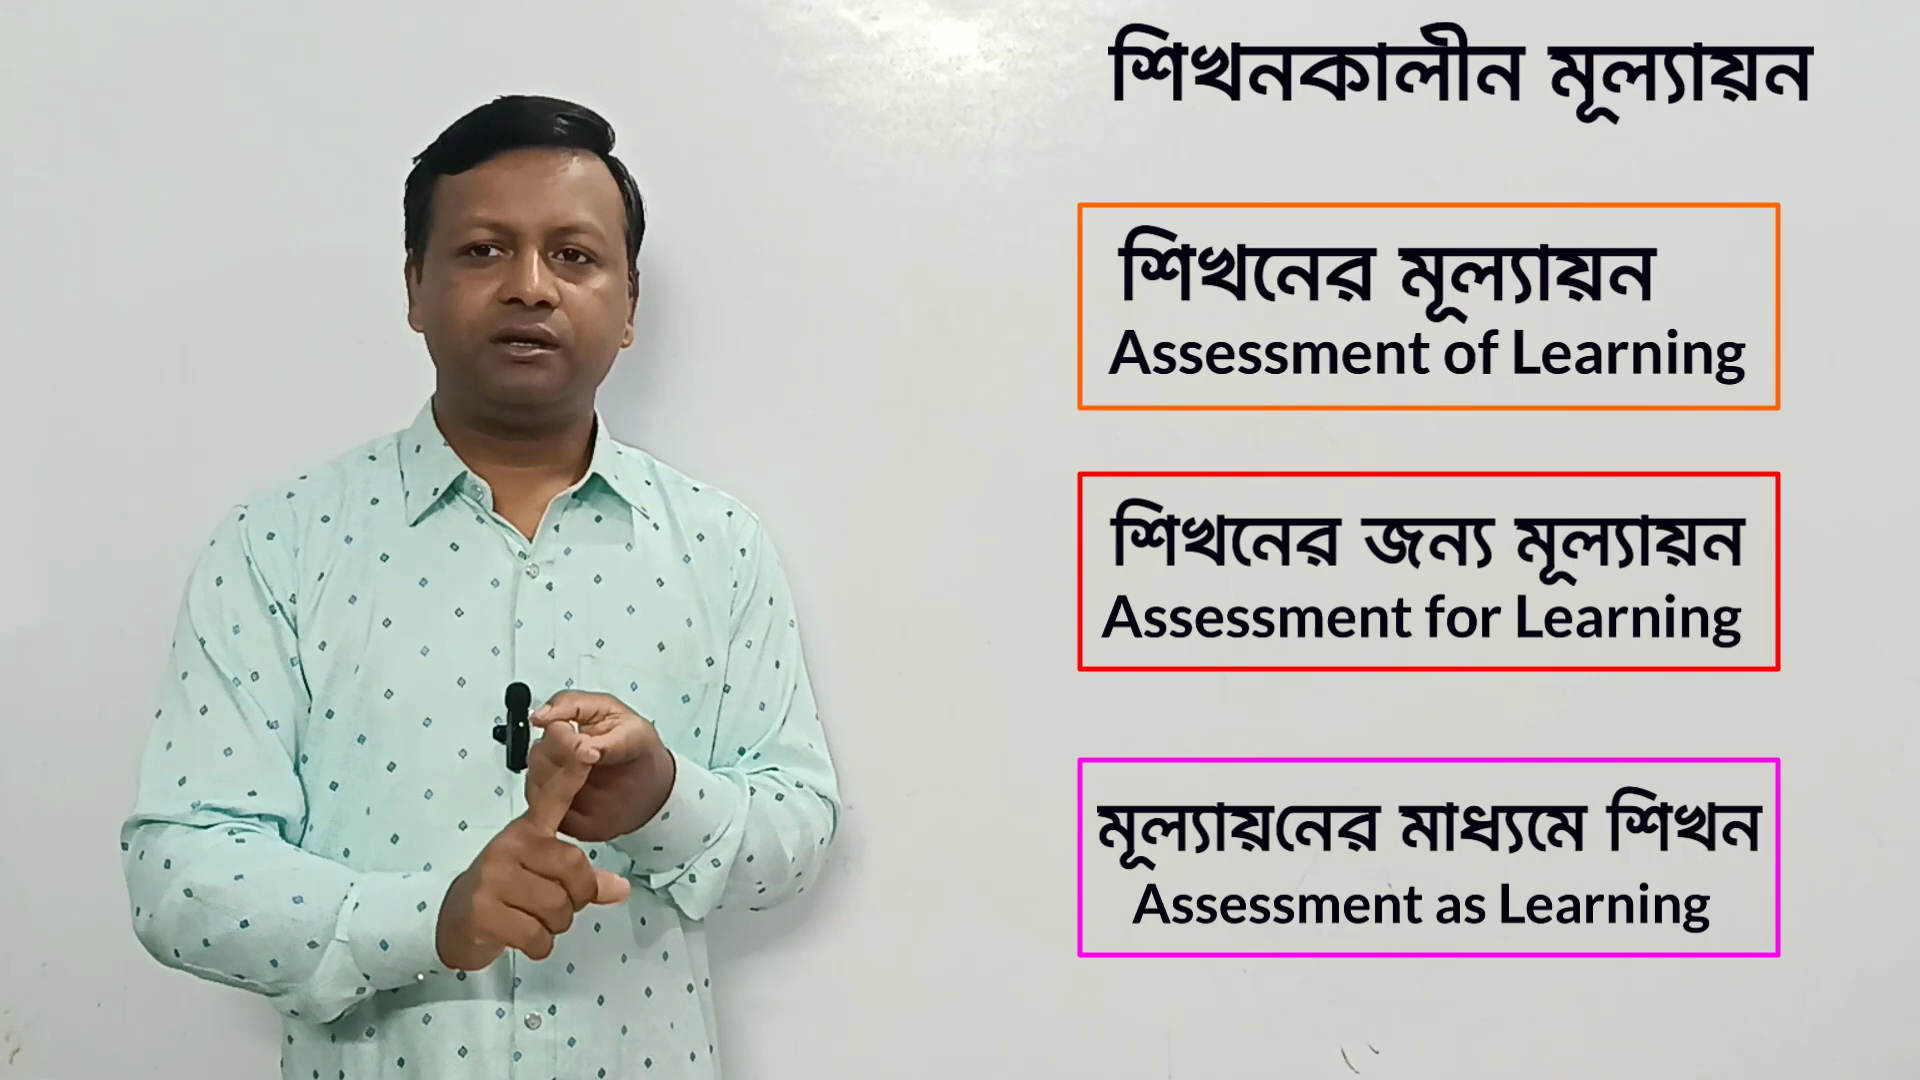 শিখনকালীন মূল্যায়ন
শিখনের মূল্যায়ন
Assessment of Learning
শিখনের জন্য মূল্যায়ন
Assessment for Learning
মূল্যায়নের মাধ্যমে শিখন
Assessment as Learning